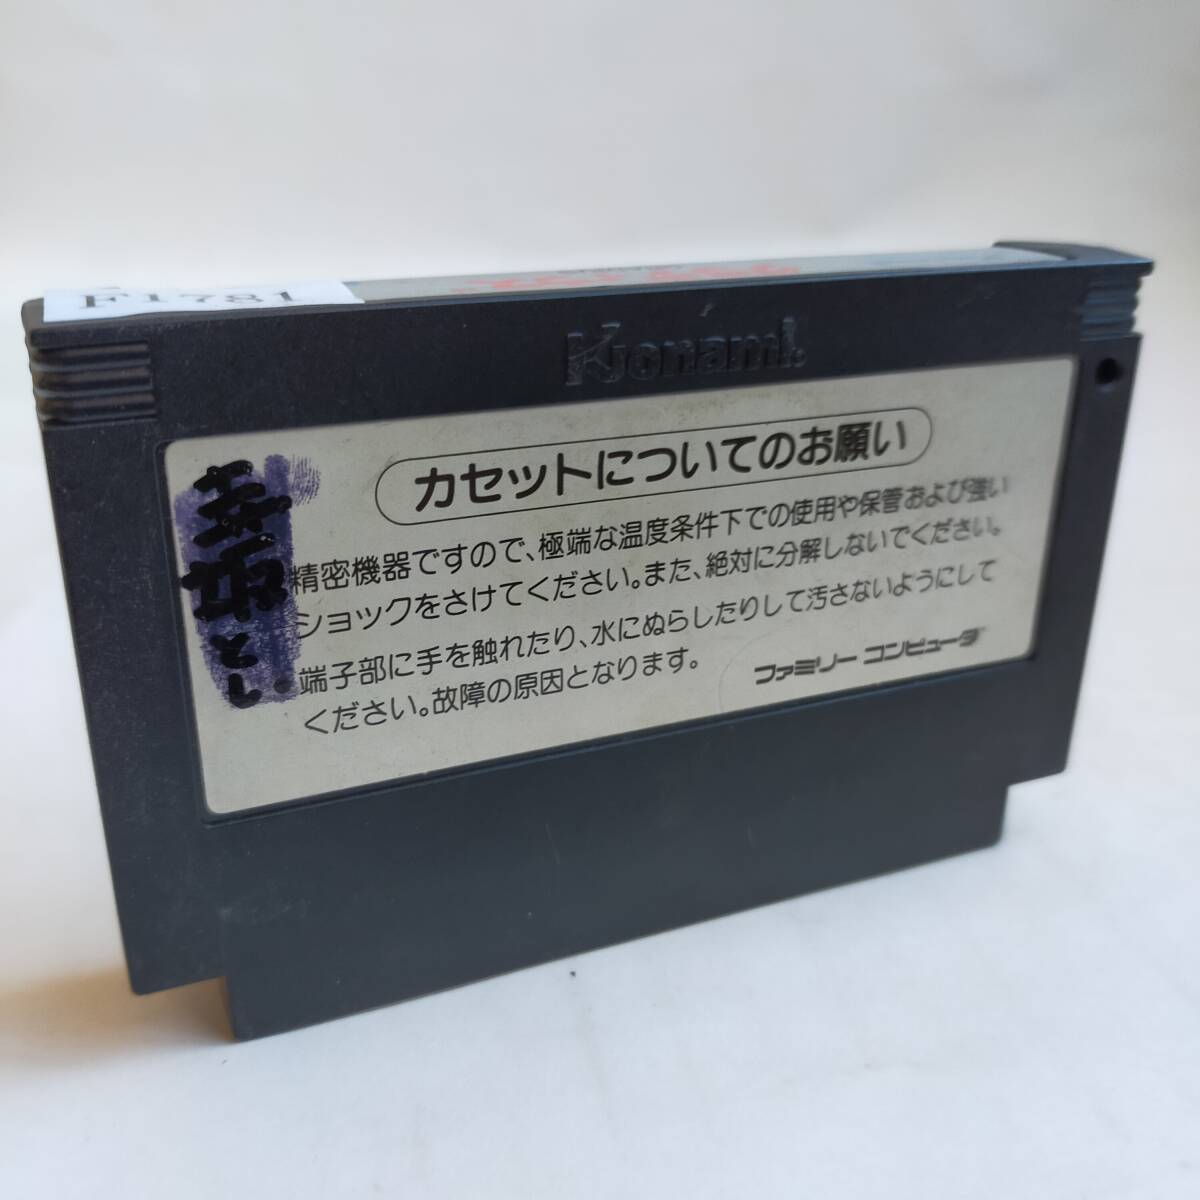 F1781
Konami.
カセットについてのお願い
精密機器ですので、極端な温度条件下での使用や保管および強い
ショックをさけてください。また、絶対に分解しないでください。
端子部に手を触れたり、水にぬらしたりして汚さないようにして
ください。故障の原因となります。
ファミリー コンピュータ